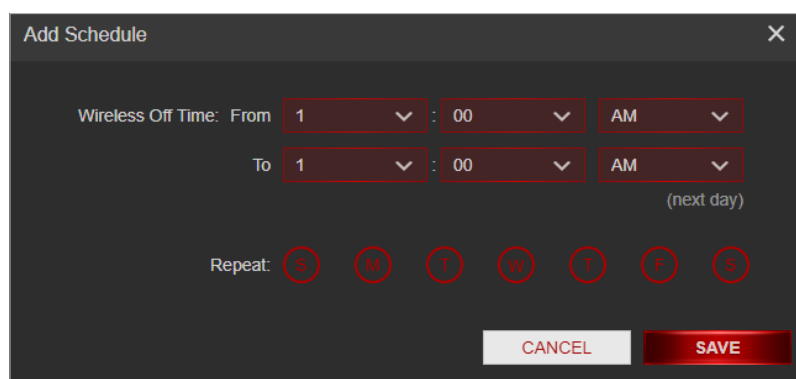 Add Schedule
Wireless Off Time: From 1 : 00 AM
To 1 : 00 AM
(next day)
Repeat: S M T W T F S
CANCEL SAVE